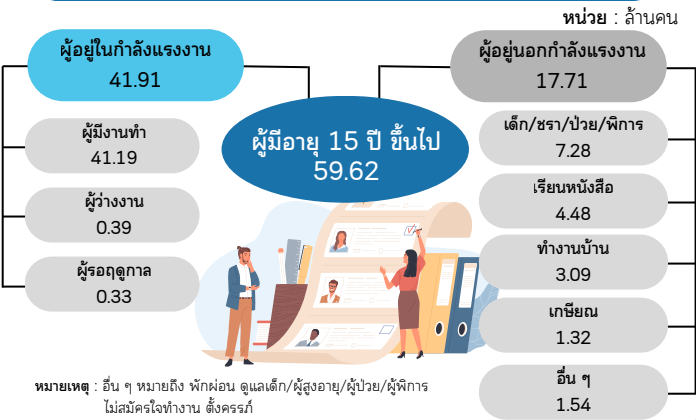 หน่วย : ล้านคน
ผู้อยู่ในกำลังแรงงาน
41.91
ผู้มีงานทำ
41.19
ผู้ว่างงาน
0.39
ผู้รอฤดูกาล
0.33
ผู้มีอายุ 15 ปี ขึ้นไป
59.62
ผู้อยู่นอกกำลังแรงงาน
17.71
เด็ก/ชรา/ป่วย/พิการ
7.28
เรียนหนังสือ
4.48
ทำงานบ้าน
3.09
เกษียณ
1.32
อื่น ๆ
1.54
หมายเหตุ : อื่น ๆ หมายถึง พักผ่อน ดูแลเด็ก/ผู้สูงอายุ/ผู้ป่วย/ผู้พิการ
ไม่สมัครใจทำงาน ตั้งครรภ์